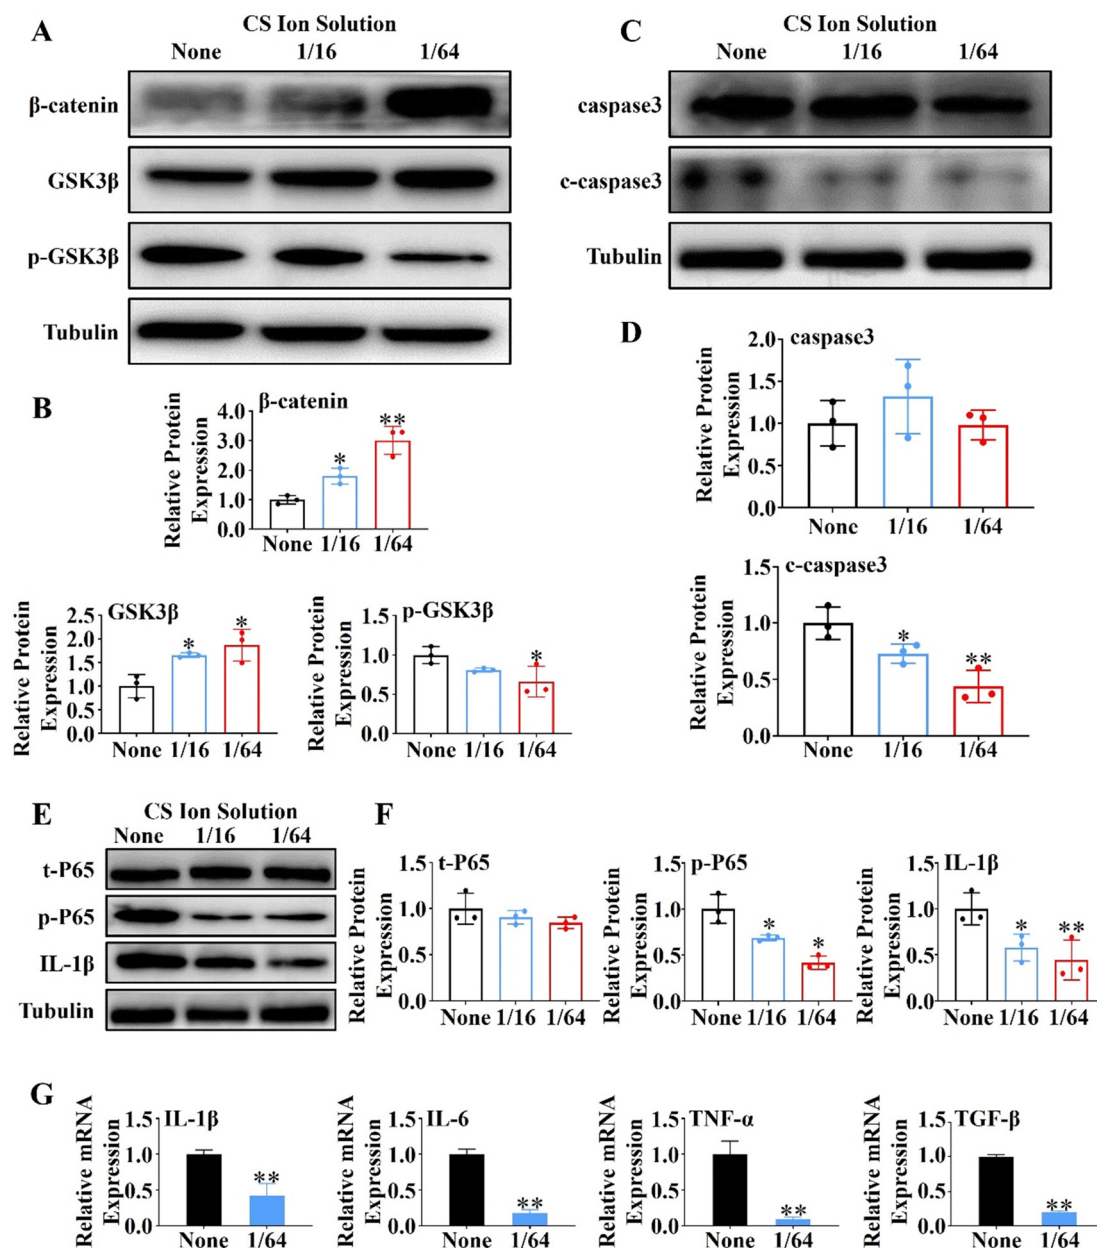 A
CS Ion Solution
None 1/16 1/64
β-catenin
GSK3β
p-GSK3β
Tubulin
B
β-catenin
Relative Protein
Expression
4.0
3.0
2.0
1.0
0.0
* **
None 1/16 1/64
GSK3β
Relative Protein
Expression
2.5
2.0
1.5
1.0
0.5
0.0
* *
None 1/16 1/64
p-GSK3β
Relative Protein
Expression
1.5
1.0
0.5
0.0
*
None 1/16 1/64
C
CS Ion Solution
None 1/16 1/64
caspase3
c-caspase3
Tubulin
D
caspase3
Relative Protein
Expression
2.0
1.5
1.0
0.5
0.0
None 1/16 1/64
c-caspase3
Relative Protein
Expression
1.5
1.0
0.5
0.0
* **
None 1/16 1/64
E
CS Ion Solution
None 1/16 1/64
t-P65
p-P65
IL-1β
Tubulin
F
t-P65
Relative Protein
Expression
1.5
1.0
0.5
0.0
None 1/16 1/64
p-P65
Relative Protein
Expression
1.5
1.0
0.5
0.0
* *
None 1/16 1/64
IL-1β
Relative Protein
Expression
1.5
1.0
0.5
0.0
* **
None 1/16 1/64
G
IL-1β
Relative mRNA
Expression
1.5
1.0
0.5
0.0
**
None 1/64
IL-6
Relative mRNA
Expression
1.5
1.0
0.5
0.0
**
None 1/64
TNF-α
Relative mRNA
Expression
1.5
1.0
0.5
0.0
**
None 1/64
TGF-β
Relative mRNA
Expression
1.5
1.0
0.5
0.0
**
None 1/64